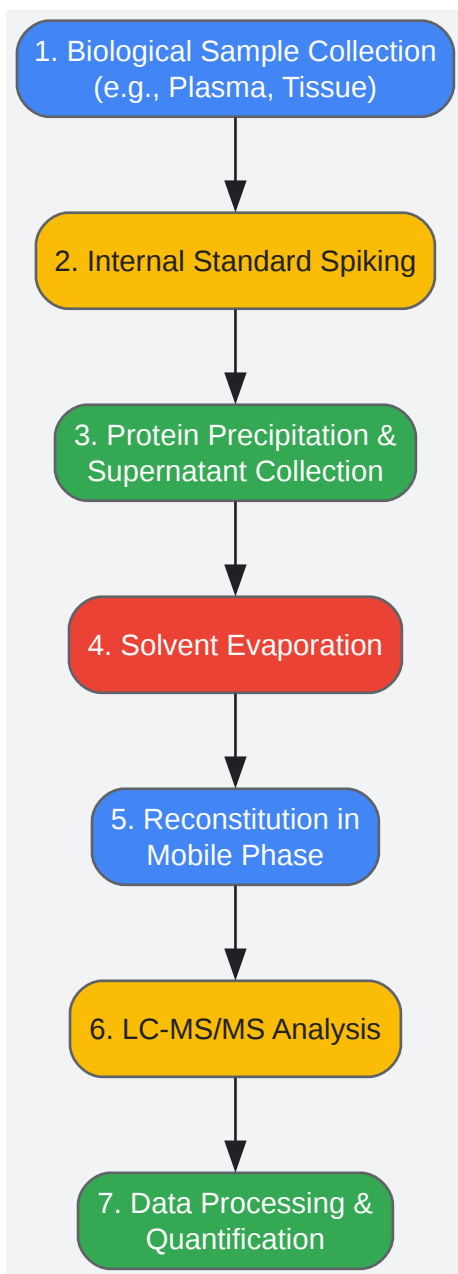 1. Biological Sample Collection
(e.g., Plasma, Tissue)
2. Internal Standard Spiking
3. Protein Precipitation &
Supernatant Collection
4. Solvent Evaporation
5. Reconstitution in
Mobile Phase
6. LC-MS/MS Analysis
7. Data Processing &
Quantification